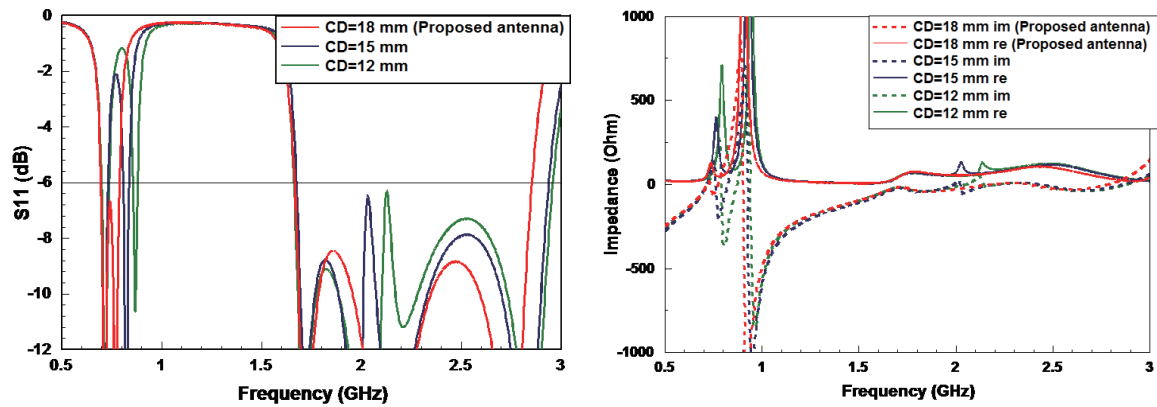 CD=18 mm (Proposed antenna)
CD=15 mm
CD=12 mm
0
-2
-4
-6
-8
-10
-12
S11 (dB)
0.5
1
1.5
2
2.5
3
Frequency (GHz)
CD=18 mm im (Proposed antenna)
CD=18 mm re (Proposed antenna)
CD=15 mm im
CD=15 mm re
CD=12 mm im
CD=12 mm re
1000
500
0
-500
-1000
Impedance (Ohm)
0.5
1
1.5
2
2.5
3
Frequency (GHz)